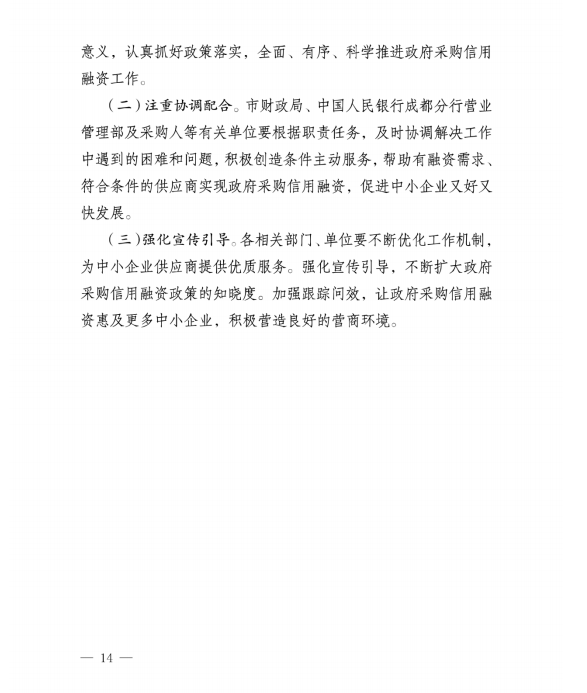 意义，认真抓好政策落实，全面、有序、科学推进政府采购信用
融资工作。
（二）注重协调配合。市财政局、中国人民银行成都分行营业
管理部及采购人等有关单位要根据职责任务，及时协调解决工作
中遇到的困难和问题，积极创造条件主动服务，帮助有融资需求、
符合条件的供应商实现政府采购信用融资，促进中小企业又好又
快发展。
（三）强化宣传引导。各相关部门、单位要不断优化工作机制，
为中小企业供应商提供优质服务。强化宣传引导，不断扩大政府
采购信用融资政策的知晓度。加强跟踪问效，让政府采购信用融
资惠及更多中小企业，积极营造良好的营商环境。
— 14 —